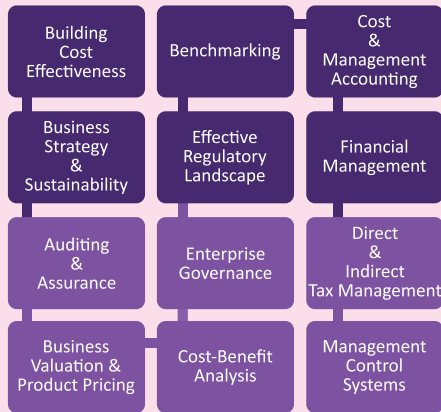 Building
Cost
Effectiveness
Business
Strategy
&
Sustainability
Auditing
&
Assurance
Business
Valuation &
Product Pricing
Cost-Benefit
Analysis
Enterprise
Governance
Effective
Regulatory
Landscape
Benchmarking
Cost
&
Management
Accounting
Financial
Management
Direct
&
Indirect
Tax Management
Management
Control
Systems